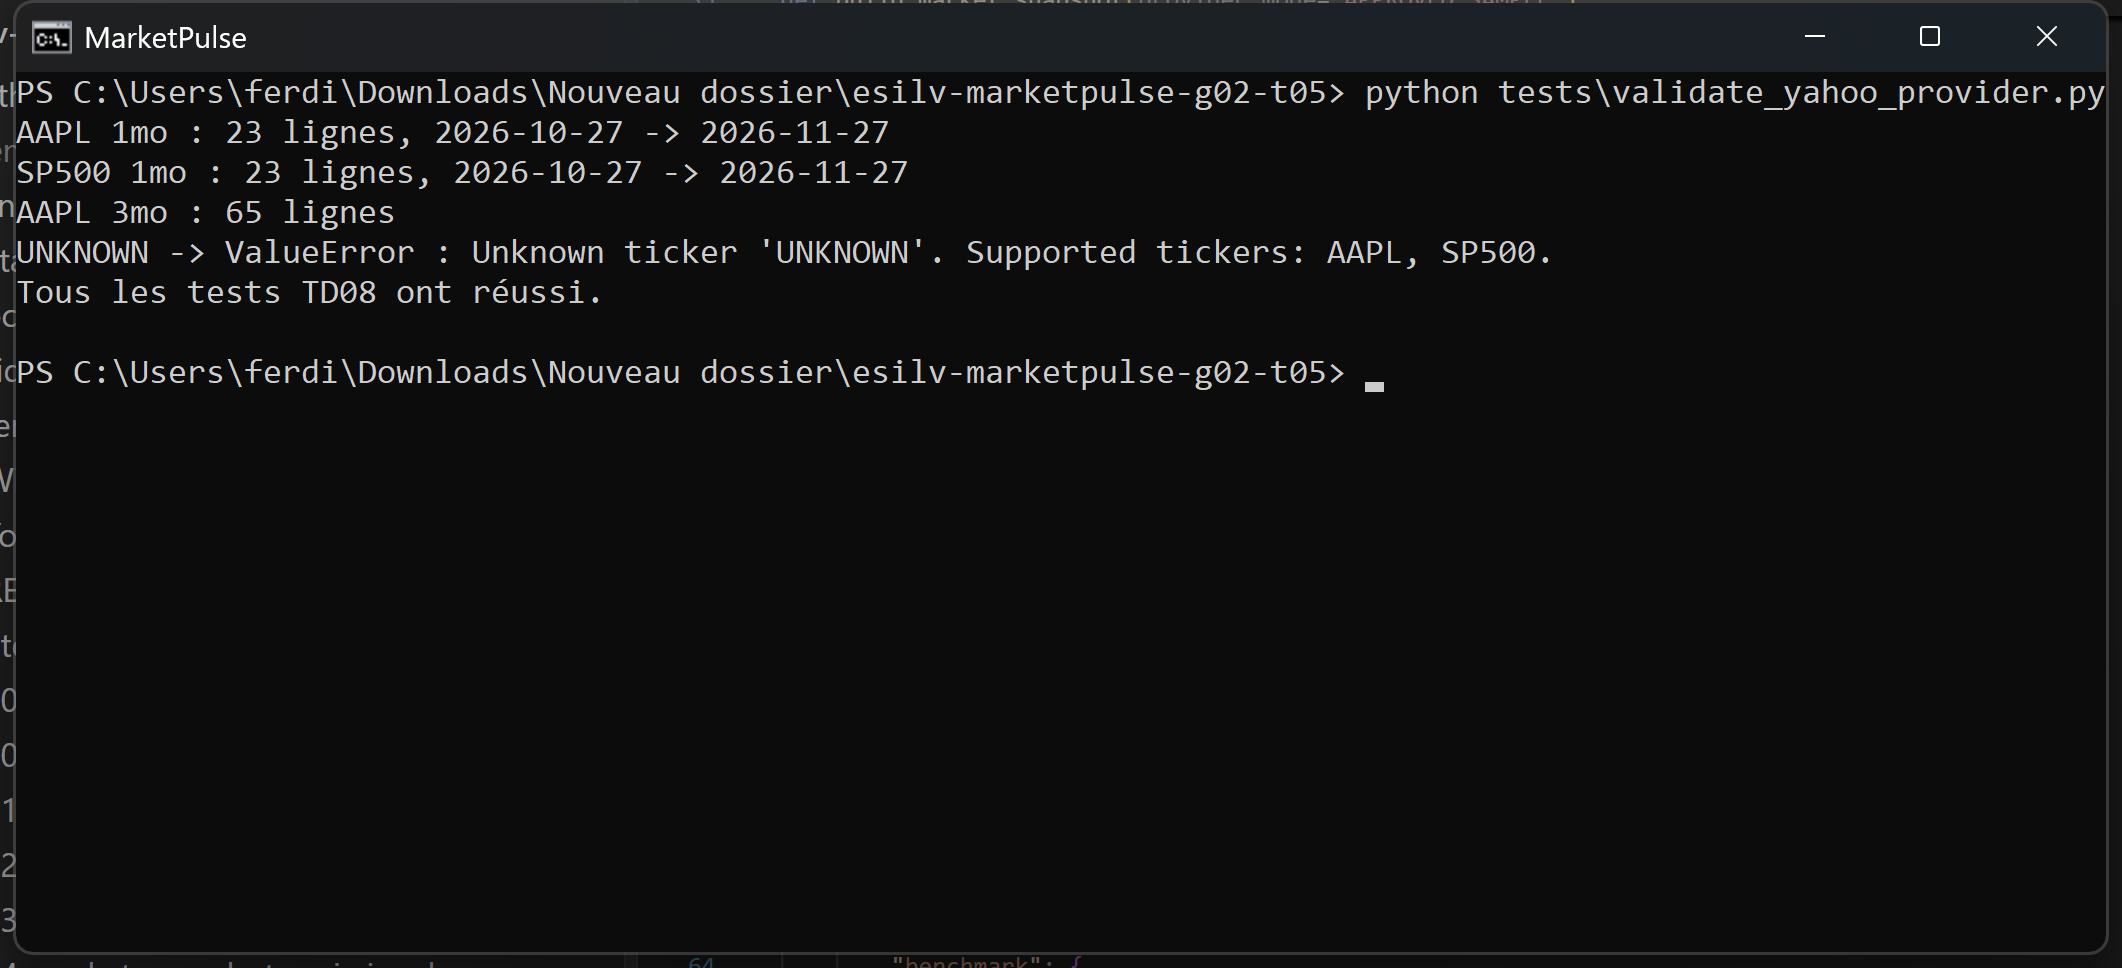 MarketPulse
PS C:\Users\ferdi\Downloads\Nouveau dossier\esilv-marketpulse-g02-t05> python tests\validate_yahoo_provider.py
AAPL 1mo : 23 lignes, 2026-10-27 -> 2026-11-27
SP500 1mo : 23 lignes, 2026-10-27 -> 2026-11-27
AAPL 3mo : 65 lignes
UNKNOWN -> ValueError : Unknown ticker 'UNKNOWN'. Supported tickers: AAPL, SP500.
Tous les tests TD08 ont réussi.
PS C:\Users\ferdi\Downloads\Nouveau dossier\esilv-marketpulse-g02-t05>
64 "benchmark": {